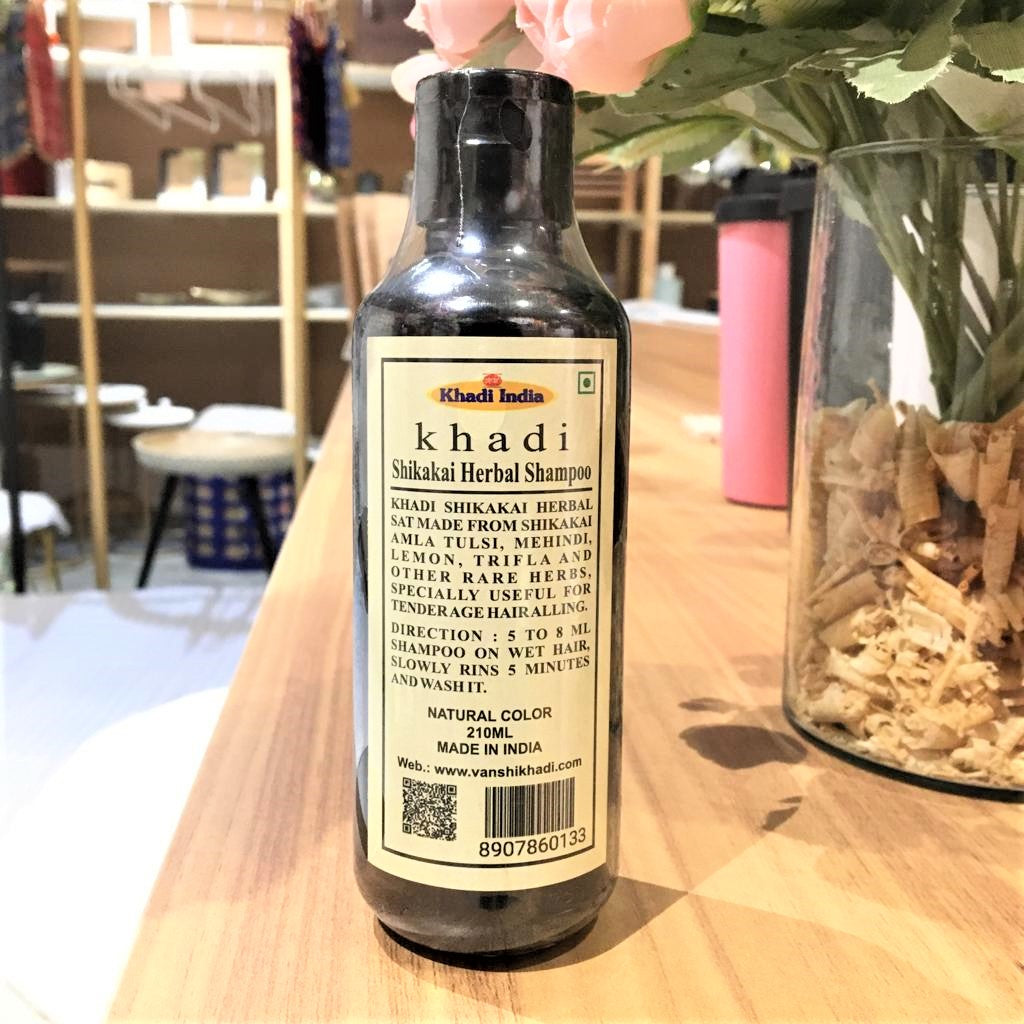 Khadi India
khadi
Shikakai Herbal Shampoo
KHADI SHIKAKAI HERBAL
SAT MADE FROM SHIKAKAI
AMLA TULSI, MEHINDI,
LEMON, TRIFLA AND
OTHER RARE HERBS,
SPECIALLY USEFUL FOR
TENDERAGE HAIRALLING.
DIRECTION : 5 TO 8 ML
SHAMPOO ON WET HAIR,
SLOWLY RINS 5 MINUTES
AND WASH IT.
NATURAL COLOR
210ML
MADE IN INDIA
Web.: www.vanshikhadi.com
8907860133